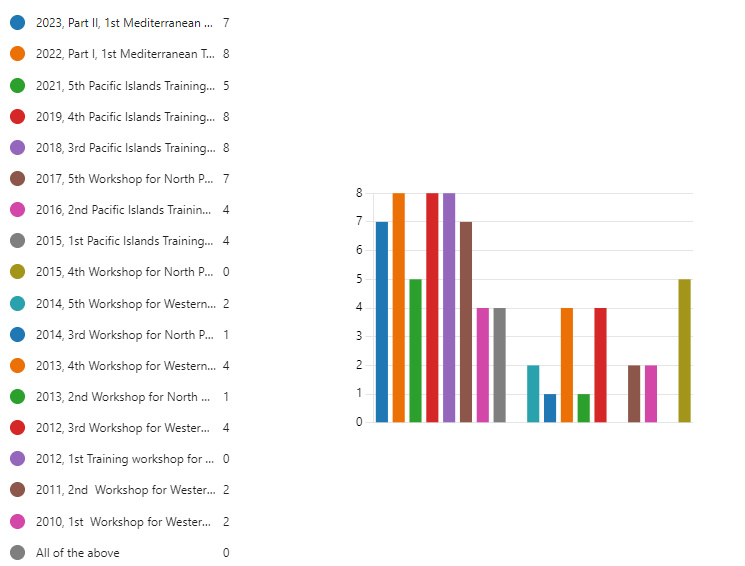 2023, Part II, 1st Mediterranean ... 7
2022, Part I, 1st Mediterranean T... 8
2021, 5th Pacific Islands Training... 5
2019, 4th Pacific Islands Training... 8
2018, 3rd Pacific Islands Training... 8
2017, 5th Workshop for North P... 7
2016, 2nd Pacific Islands Trainin... 4
2015, 1st Pacific Islands Training... 4
2015, 4th Workshop for North P... 0
2014, 5th Workshop for Western... 2
2014, 3rd Workshop for North P... 1
2013, 4th Workshop for Western... 4
2013, 2nd Workshop for North ... 1
2012, 3rd Workshop for Wester... 4
2012, 1st Training workshop for ... 0
2011, 2nd  Workshop for Wester... 2
2010, 1st  Workshop for Wester... 2
All of the above 0
8
7
6
5
4
3
2
1
0